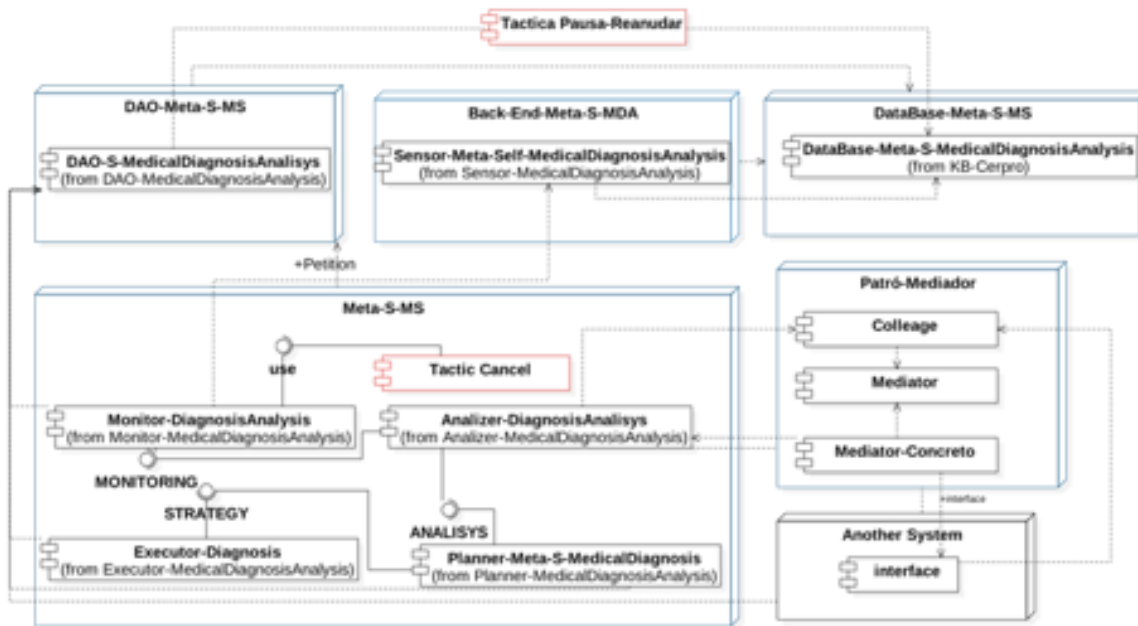 Tactica Pausa-Reanudar
DAO-Meta-S-MS
DAO-S-MedicalDiagnosisAnalisys
(from DAO-MedicalDiagnosisAnalysis)
Back-End-Meta-S-MDA
Sensor-Meta-Self-MedicalDiagnosisAnalysis
(from Sensor-MedicalDiagnosisAnalysis)
DataBase-Meta-S-MS
DataBase-Meta-S-MedicalDiagnosisAnalysis
(from KB-Cerpro)
+Petition
Meta-S-MS
use
Tactic Cancel
Monitor-DiagnosisAnalysis
(from Monitor-MedicalDiagnosisAnalysis)
Analizer-DiagnosisAnalisys
(from Analizer-MedicalDiagnosisAnalysis)
MONITORING
STRATEGY
ANALISYS
Executor-Diagnosis
(from Executor-MedicalDiagnosisAnalysis)
Planner-Meta-S-MedicalDiagnosis
(from Planner-MedicalDiagnosisAnalysis)
Patró-Mediador
Colleage
Mediator
Mediator-Concreto
+interface
Another System
interface